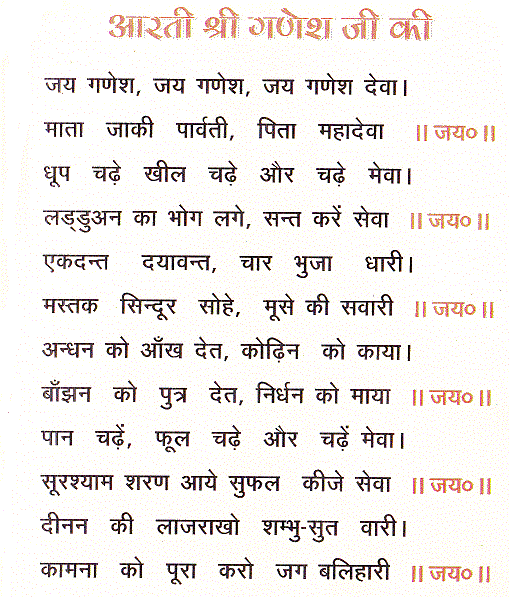 आरती श्री गणेश जी की
जय गणेश, जय गणेश, जय गणेश देवा।
माता जाकी पार्वती, पिता महादेवा ॥ जय० ॥
धूप चढ़े खील चढ़े और चढ़े मेवा।
लड्डुअन का भोग लगे, सन्त करें सेवा ॥ जय० ॥
एकदन्त दयावन्त, चार भुजा धारी।
मस्तक सिन्दूर सोहे, मूसे की सवारी ॥ जय० ॥
अन्धन को आँख देत, कोढ़िन को काया।
बाँझन को पुत्र देत, निर्धन को माया ॥ जय० ॥
पान चढ़ें, फूल चढ़े और चढ़ें मेवा।
सूरश्याम शरण आये सुफल कीजे सेवा ॥ जय० ॥
दीनन की लाजराखो शम्भु-सुत वारी।
कामना को पूरा करो जग बलिहारी ॥ जय० ॥